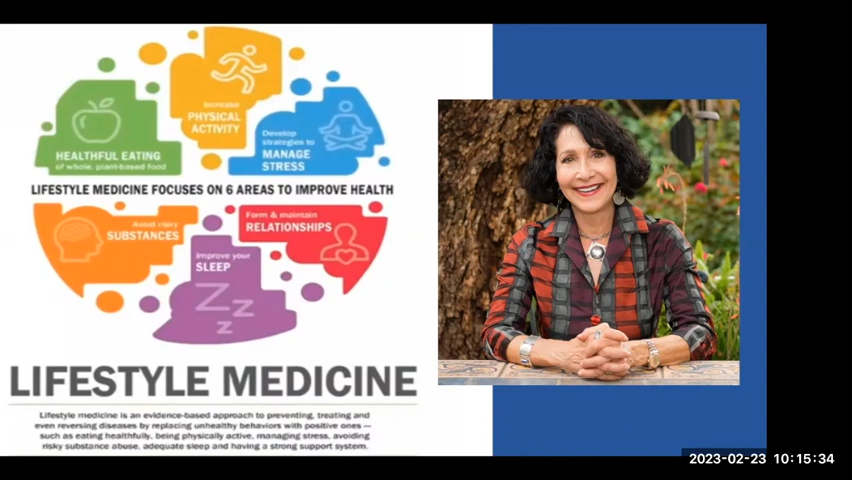 Increase
PHYSICAL
ACTIVITY
Develop
strategies to
MANAGE
STRESS
HEALTHFUL EATING
of whole, plant-based food
LIFESTYLE MEDICINE FOCUSES ON 6 AREAS TO IMPROVE HEALTH
Avoid risky
SUBSTANCES
Form & maintain
RELATIONSHIPS
Improve your
SLEEP
Z Z Z
LIFESTYLE MEDICINE
Lifestyle medicine is an evidence-based approach to preventing, treating and
even reversing diseases by replacing unhealthy behaviors with positive ones —
such as eating healthfully, being physically active, managing stress, avoiding
risky substance abuse, adequate sleep and having a strong support system.
2023-02-23 10:15:34